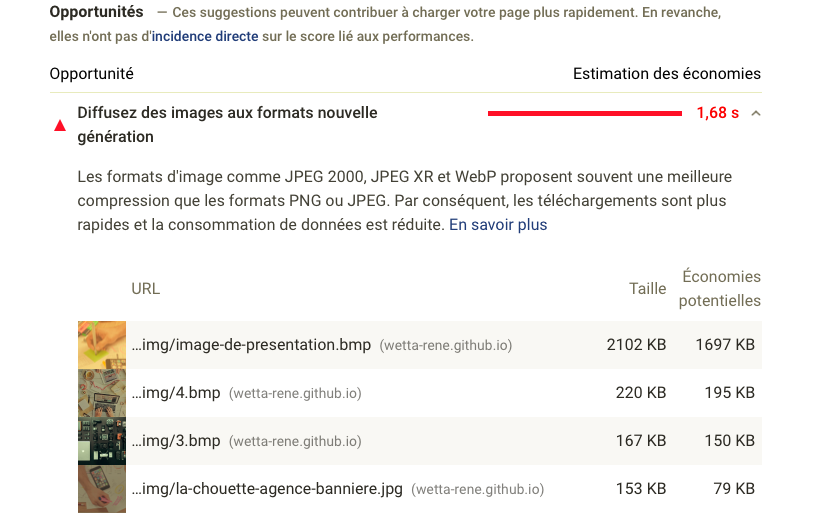 Opportunités — Ces suggestions peuvent contribuer à charger votre page plus rapidement. En revanche,
elles n'ont pas d'incidence directe sur le score lié aux performances.
Opportunité Estimation des économies
Diffusez des images aux formats nouvelle
génération
1,68 s
Les formats d'image comme JPEG 2000, JPEG XR et WebP proposent souvent une meilleure
compression que les formats PNG ou JPEG. Par conséquent, les téléchargements sont plus
rapides et la consommation de données est réduite. En savoir plus
URL Taille Économies
potentielles
...img/image-de-presentation.bmp (wetta-rene.github.io) 2102 KB 1697 KB
...img/4.bmp (wetta-rene.github.io) 220 KB 195 KB
...img/3.bmp (wetta-rene.github.io) 167 KB 150 KB
...img/la-chouette-agence-banniere.jpg (wetta-rene.github.io) 153 KB 79 KB